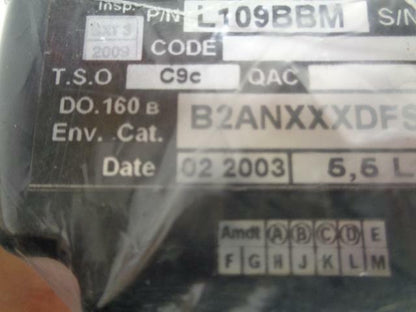 Insp. P/N L109BBM S/N
2009 CODE
T.S.O C9c QAC
DO.160 B B2ANXXXDFS
Env. Cat.
Date 02 2003 5,5 L
Amdt A B C D E
F G H J K L M